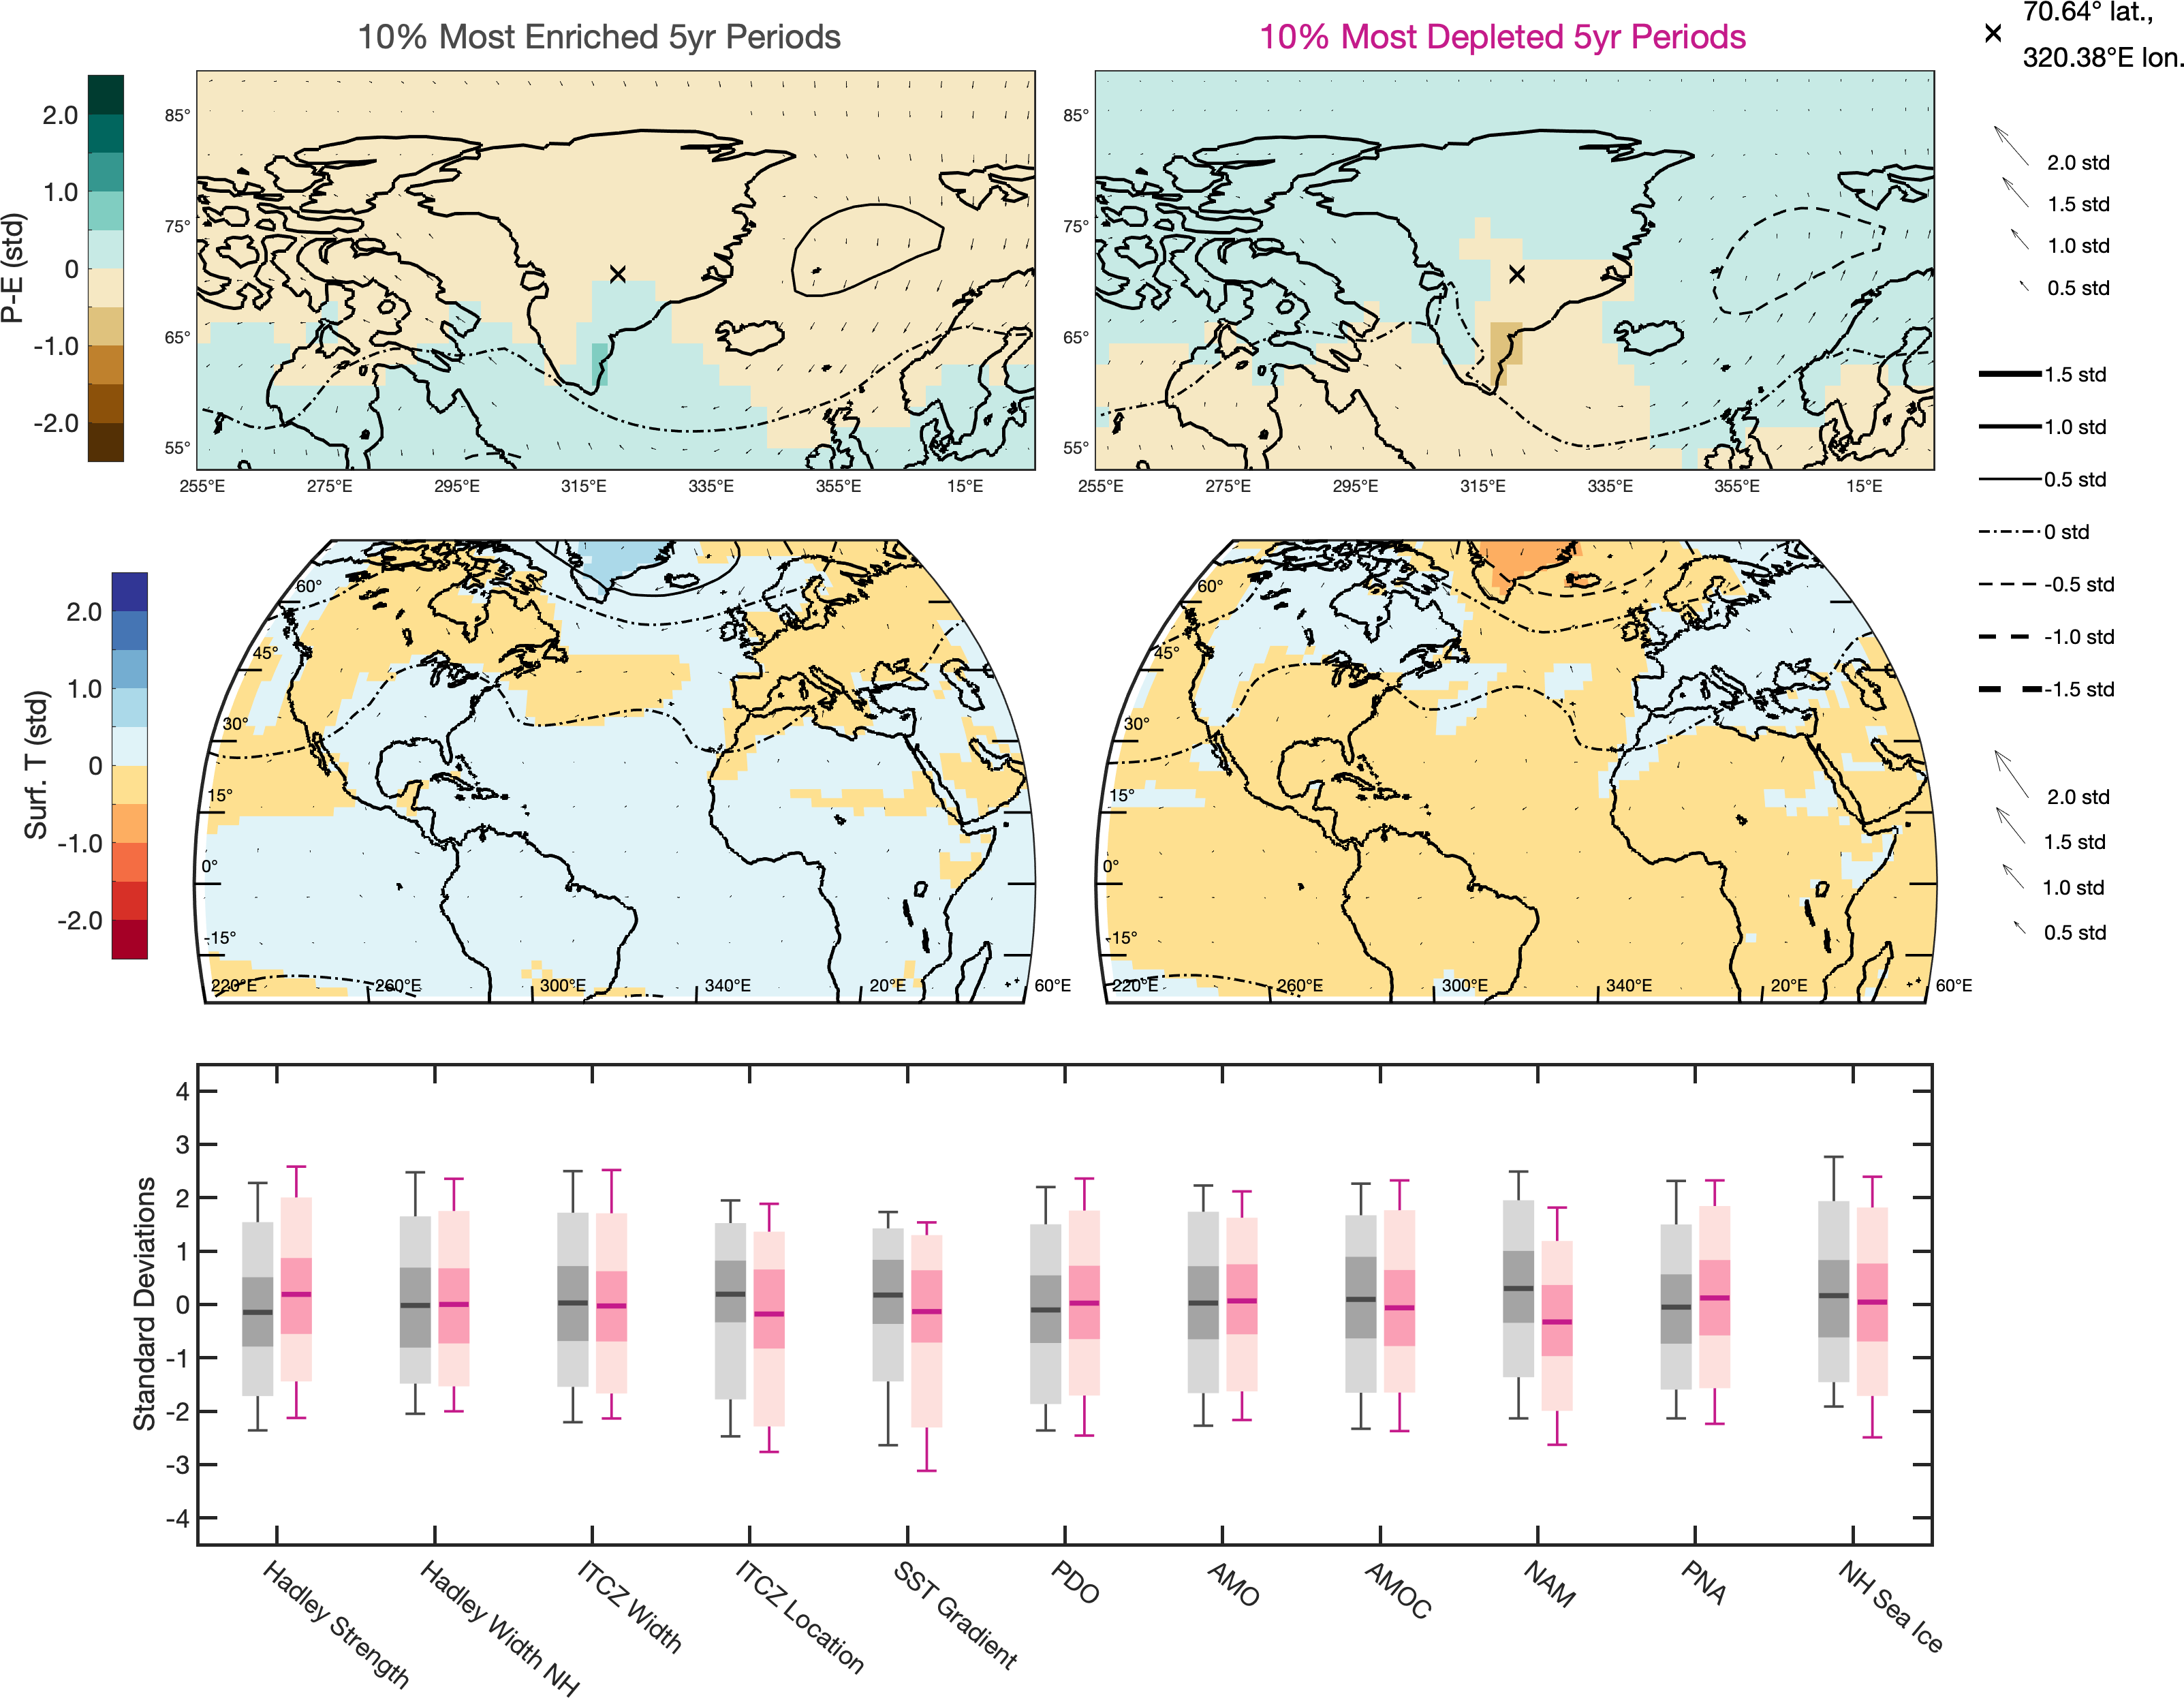 10% Most Enriched 5yr Periods
10% Most Depleted 5yr Periods
70.64° lat.,
320.38°E lon.
P-E (std)
2.0
1.0
0
-1.0
-2.0
85°
75°
65°
55°
255°E 275°E 295°E 315°E 335°E 355°E 15°E
85°
75°
65°
55°
255°E 275°E 295°E 315°E 335°E 355°E 15°E
2.0 std
1.5 std
1.0 std
0.5 std
1.5 std
1.0 std
0.5 std
0 std
-0.5 std
-1.0 std
-1.5 std
Surf. T (std)
2.0
1.0
0
-1.0
-2.0
60°
45°
30°
15°
0°
-15°
220°E 260°E 300°E 340°E 20°E 60°E
60°
45°
30°
15°
0°
-15°
220°E 260°E 300°E 340°E 20°E 60°E
2.0 std
1.5 std
1.0 std
0.5 std
Standard Deviations
4
3
2
1
0
-1
-2
-3
-4
Hadley Strength
Hadley Width NH
ITCZ Width
ITCZ Location
SST Gradient
PDO
AMO
AMOC
NAM
PNA
NH Sea Ice